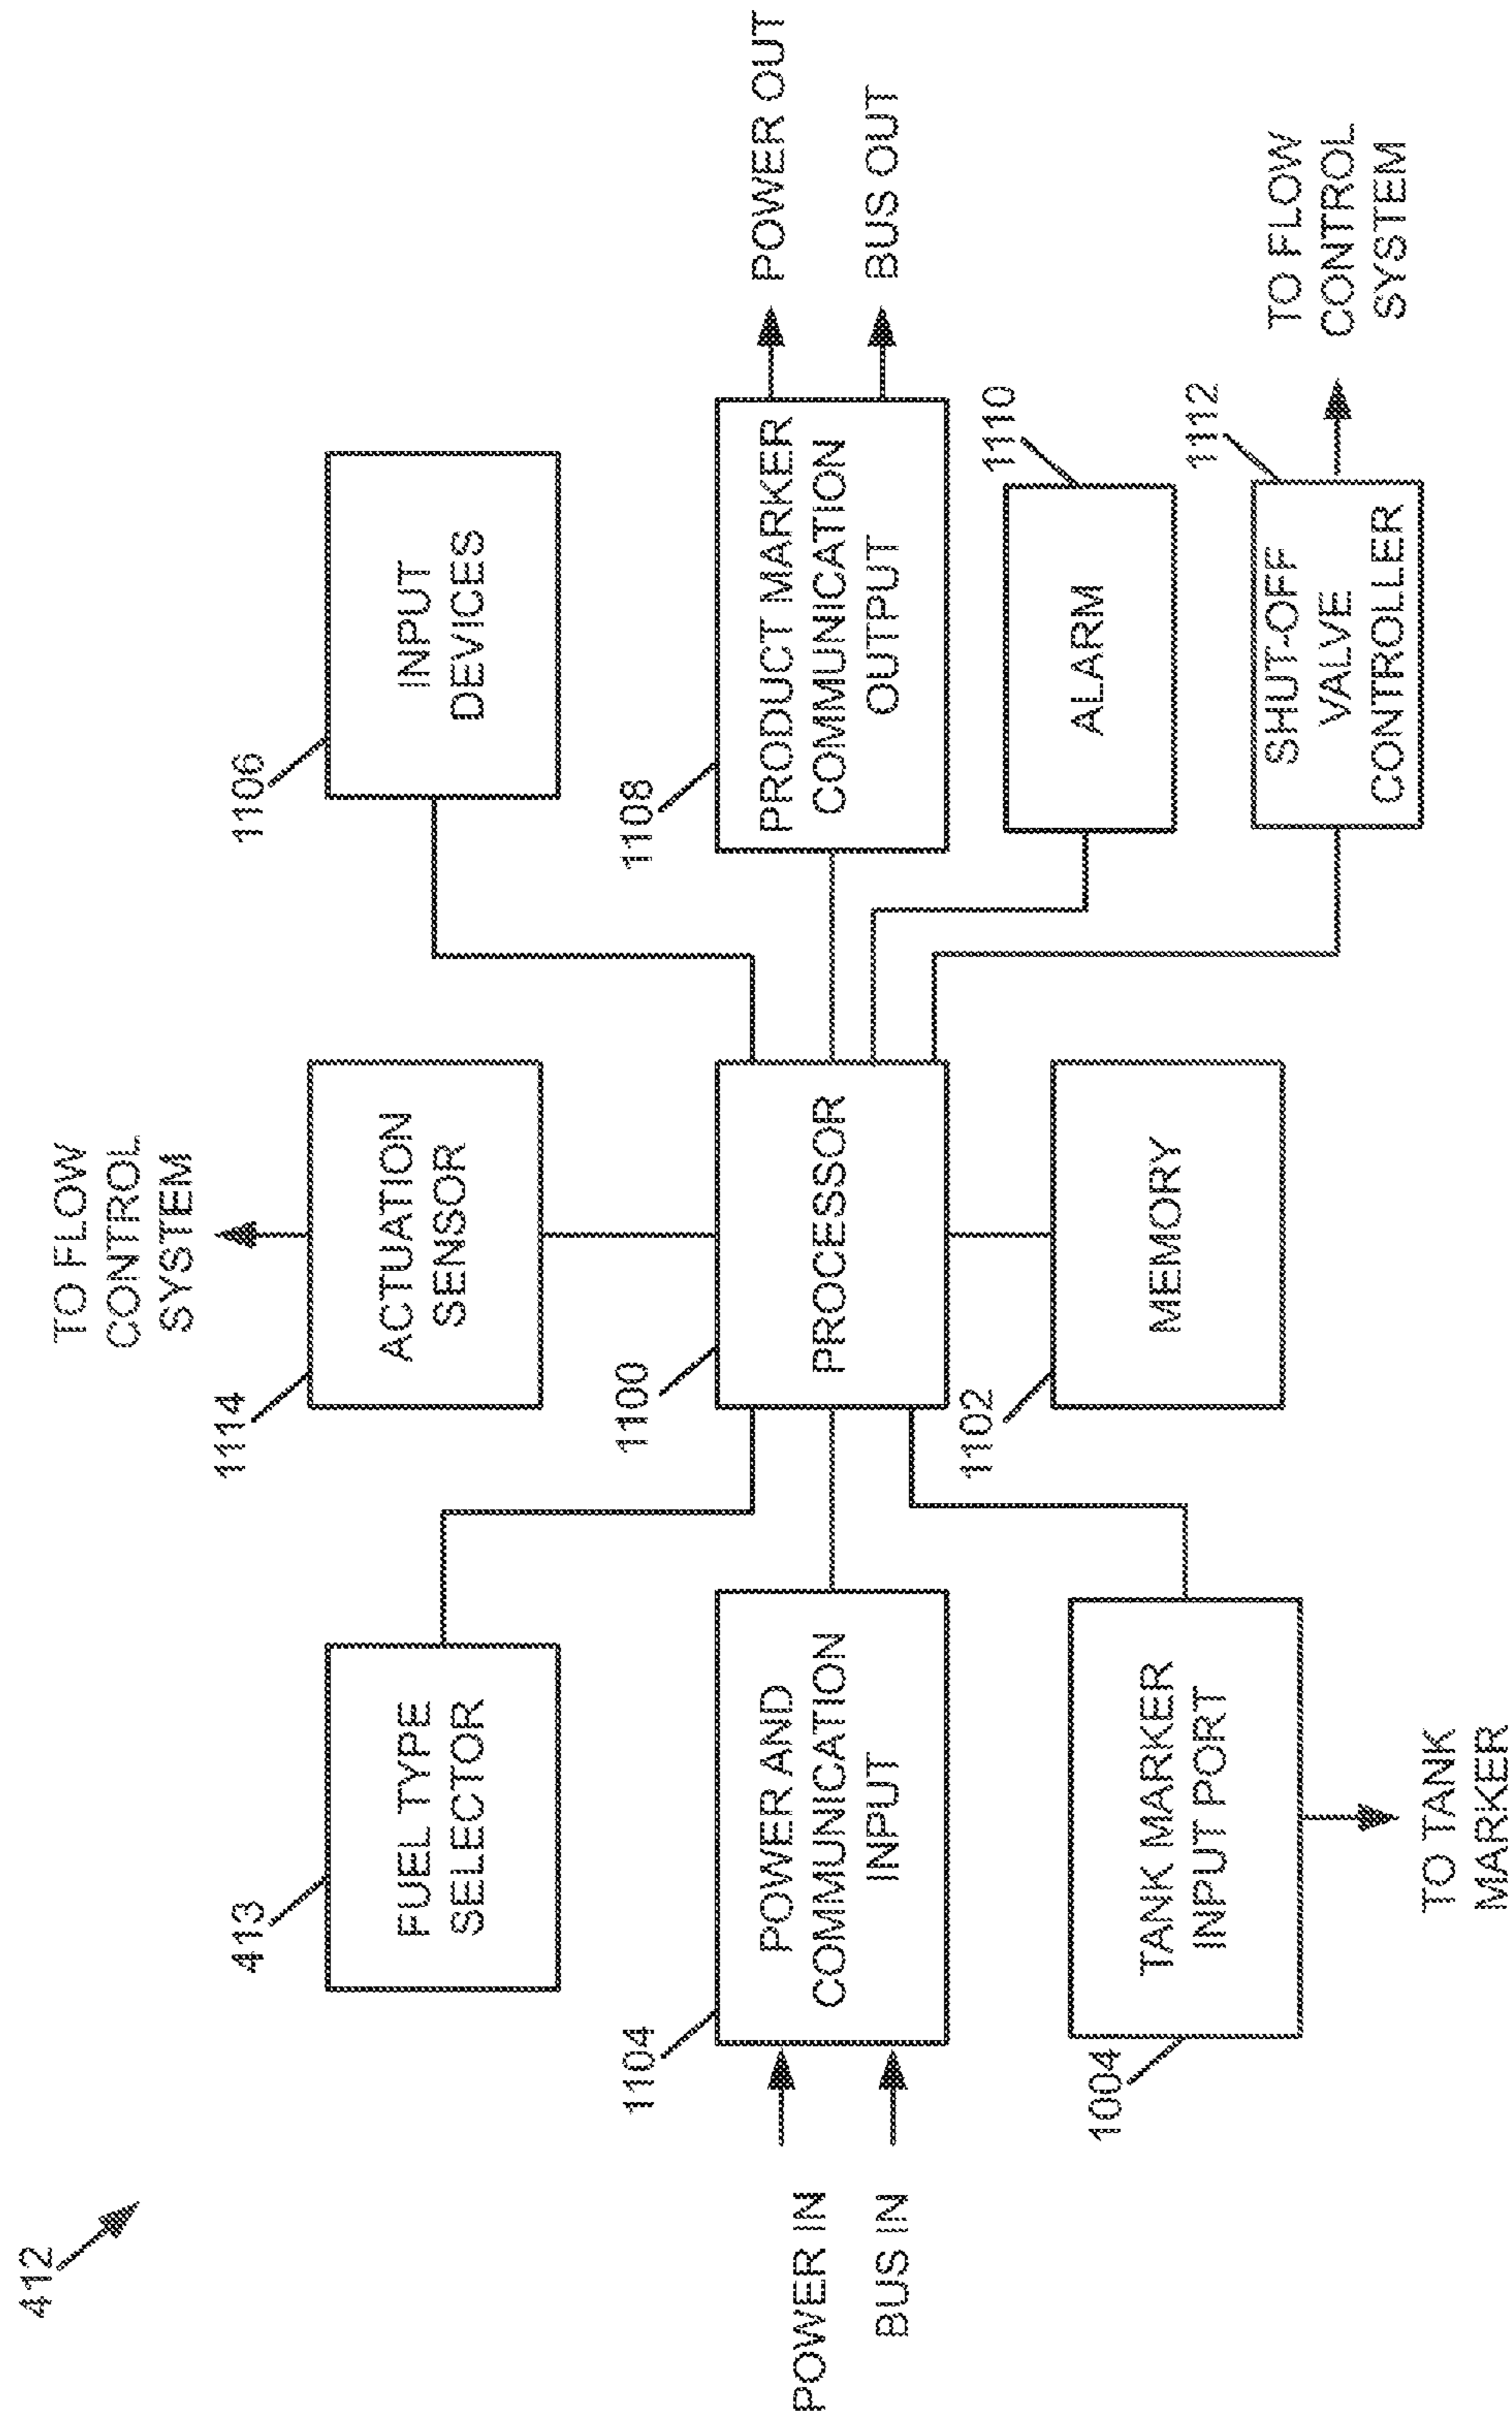 412
TO FLOW
CONTROL
SYSTEM
413
FUEL TYPE
SELECTOR
1114
ACTUATION
SENSOR
1106
INPUT
DEVICES
POWER IN
BUS IN
1104
POWER AND
COMMUNICATION
INPUT
1100
PROCESSOR
1108
PRODUCT MARKER
COMMUNICATION
OUTPUT
POWER OUT
BUS OUT
1004
TANK MARKER
INPUT PORT
TO TANK
MARKER
1102
MEMORY
1110
ALARM
1112
SHUT-OFF
VALVE
CONTROLLER
TO FLOW
CONTROL
SYSTEM